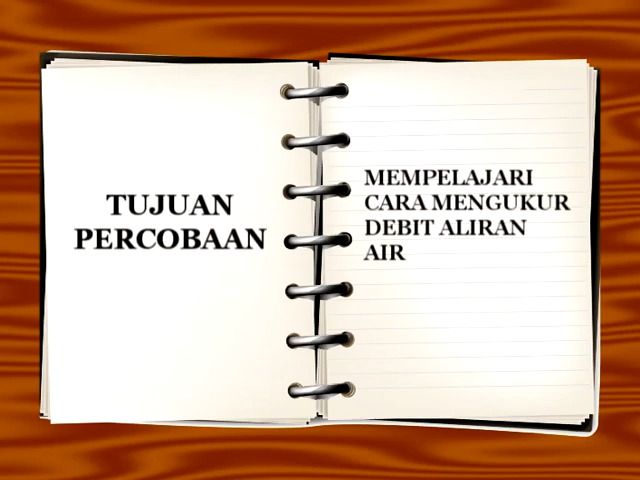 TUJUAN
PERCOBAAN
MEMPELAJARI
CARA MENGUKUR
DEBIT ALIRAN
AIR